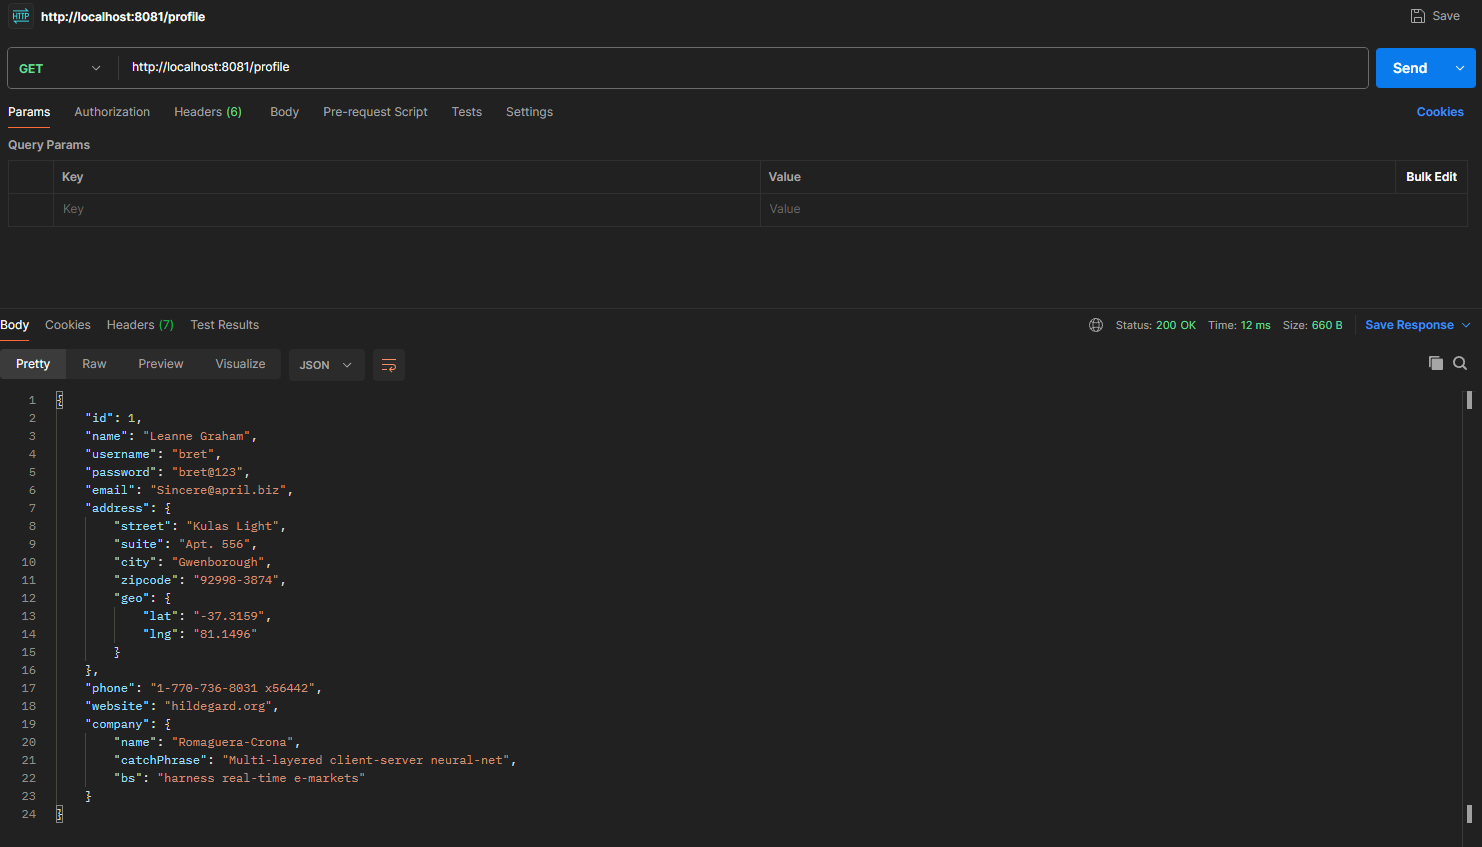 HTTP http://localhost:8081/profile Save
GET http://localhost:8081/profile Send
Params Authorization Headers (6) Body Pre-request Script Tests Settings Cookies
Query Params
Key Value Bulk Edit
Key Value
Body Cookies Headers (7) Test Results Status: 200 OK Time: 12 ms Size: 660 B Save Response
Pretty Raw Preview Visualize JSON
1 {
2 "id": 1,
3 "name": "Leanne Graham",
4 "username": "bret",
5 "password": "bret@123",
6 "email": "Sincere@april.biz",
7 "address": {
8 "street": "Kulas Light",
9 "suite": "Apt. 556",
10 "city": "Gwenborough",
11 "zipcode": "92998-3874",
12 "geo": {
13 "lat": "-37.3159",
14 "lng": "81.1496"
15 }
16 },
17 "phone": "1-770-736-8031 x56442",
18 "website": "hildegard.org",
19 "company": {
20 "name": "Romaguera-Crona",
21 "catchPhrase": "Multi-layered client-server neural-net",
22 "bs": "harness real-time e-markets"
23 }
24 }